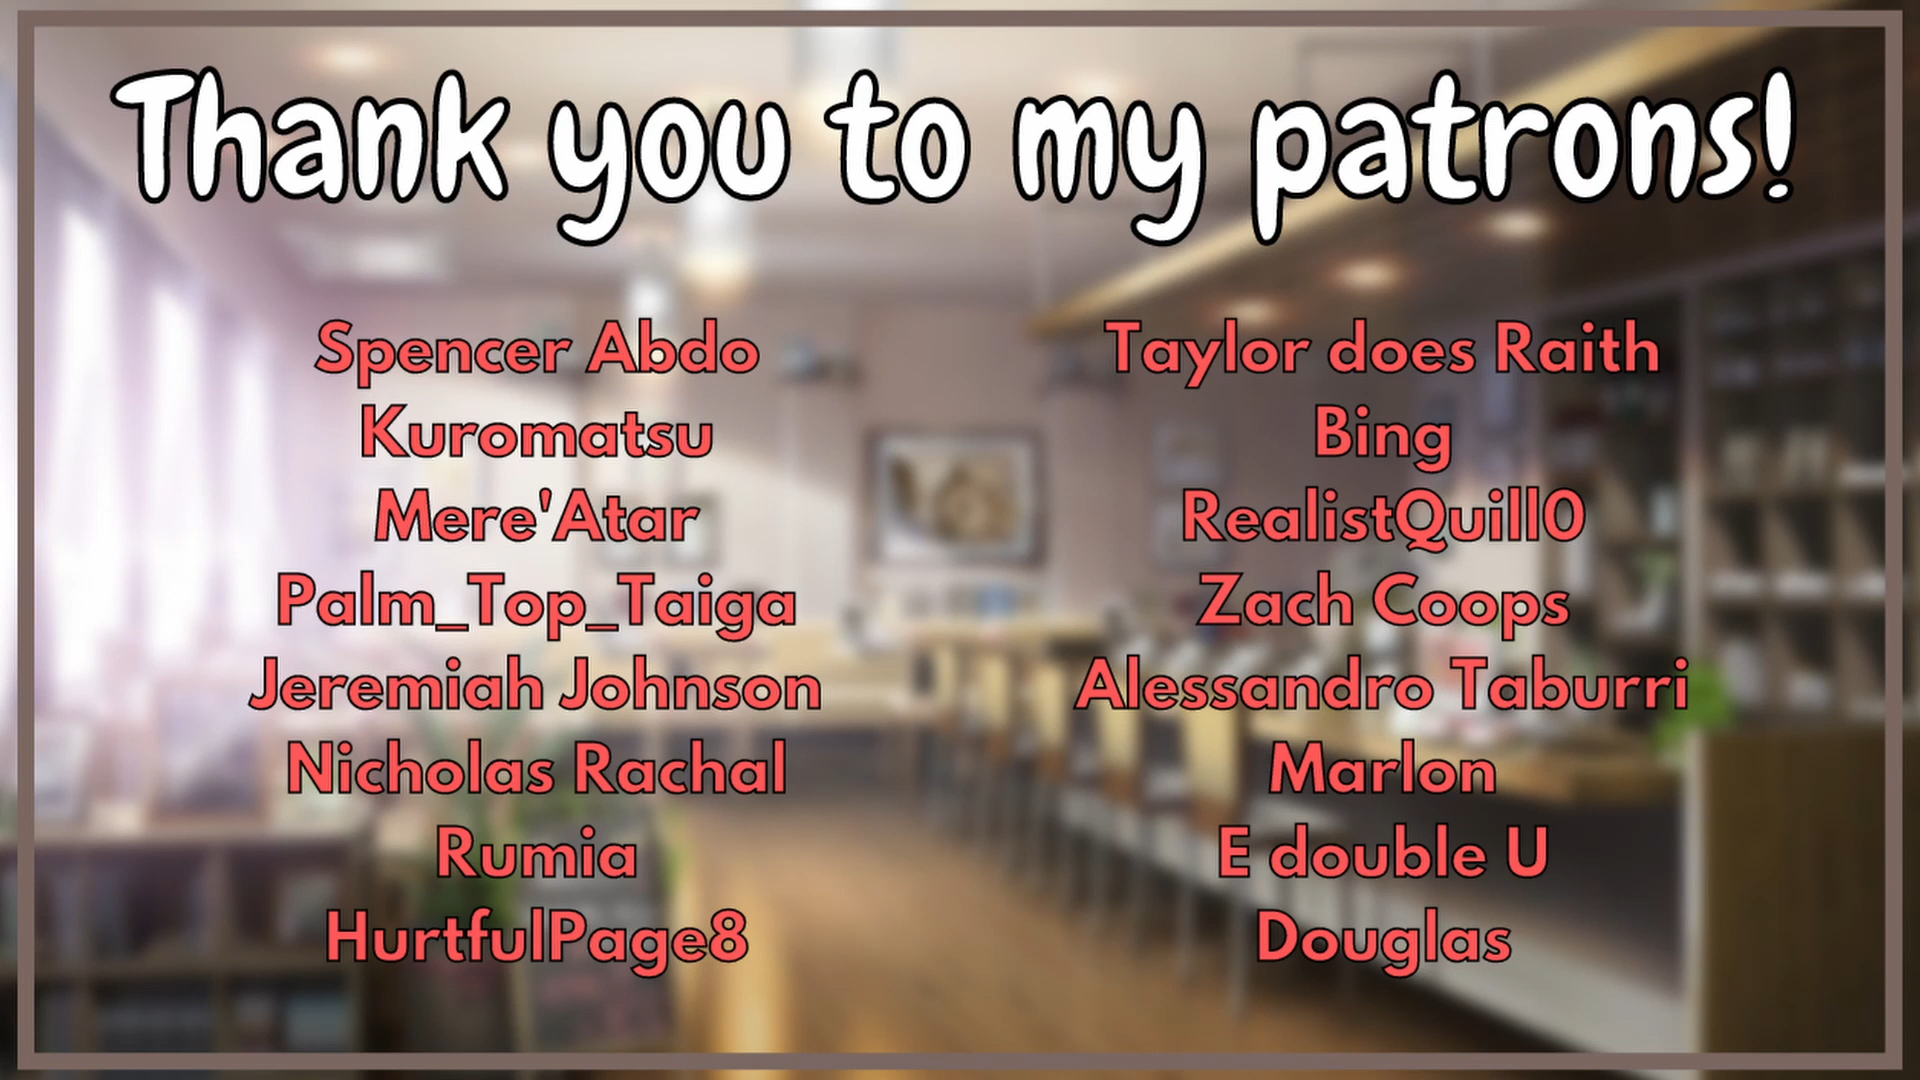 Thank you to my patrons!
Spencer Abdo
Kuromatsu
Mere'Atar
Palm_Top_Taiga
Jeremiah Johnson
Nicholas Rachal
Rumia
HurtfulPage8
Taylor does Raith
Bing
RealistQuill0
Zach Coops
Alessandro Taburri
Marlon
E double U
Douglas